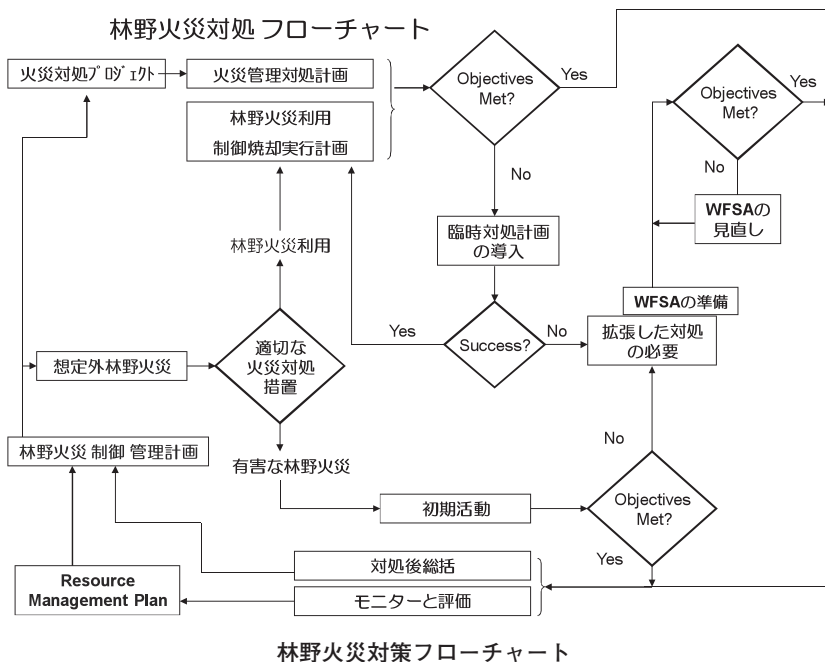 林野火災対処 フローチャート
火災対処プロジェクト
火災管理対処計画
林野火災利用
制御焼却実行計画
Objectives
Met?
Yes
No
Objectives
Met?
Yes
No
WFSAの
見直し
臨時対処計画
の導入
林野火災利用
WFSAの準備
Success?
Yes
No
拡張した対処
の必要
想定外林野火災
適切な
火災対処
措置
林野火災 制御 管理計画
有害な林野火災
No
初期活動
Objectives
Met?
Yes
対処後総括
Resource
Management Plan
モニターと評価
林野火災対策フローチャート